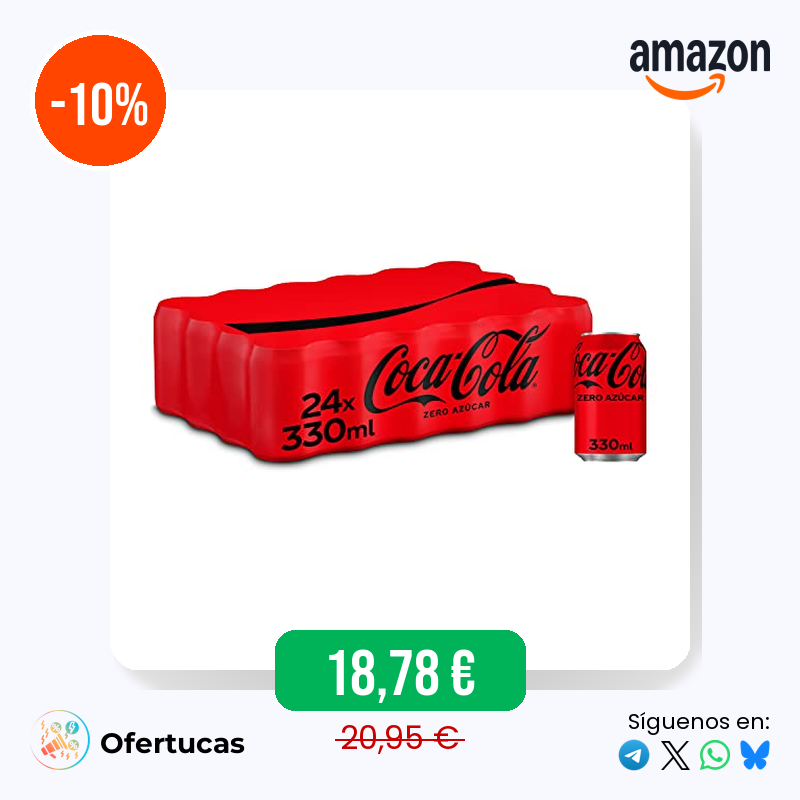 -10%
amazon
Coca-Cola
ZERO AZÚCAR
24x
330ml
Coca-Cola
ZERO AZÚCAR
330ml
18,78 €
20,95 €
Ofertucas
Síguenos en: